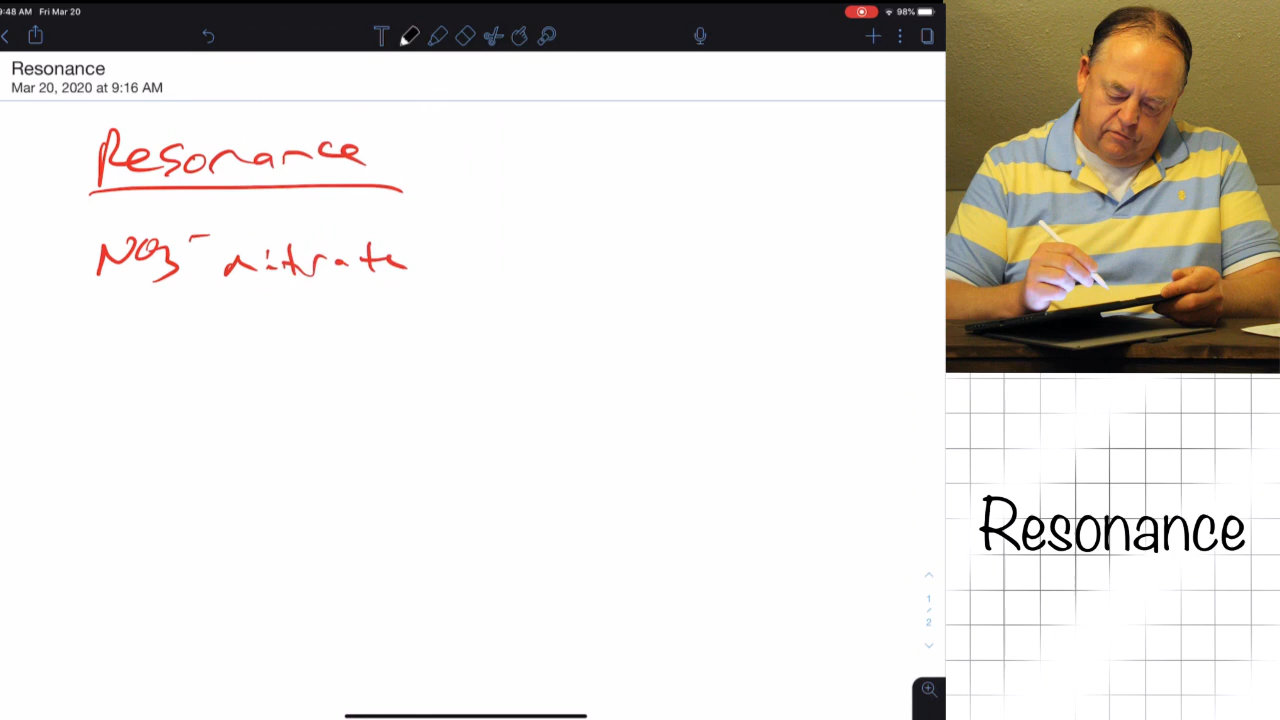 9:48 AM Fri Mar 20
98%
Resonance
Mar 20, 2020 at 9:16 AM
Resonance
NO3⁻ nitrate
1
/
2
Resonance